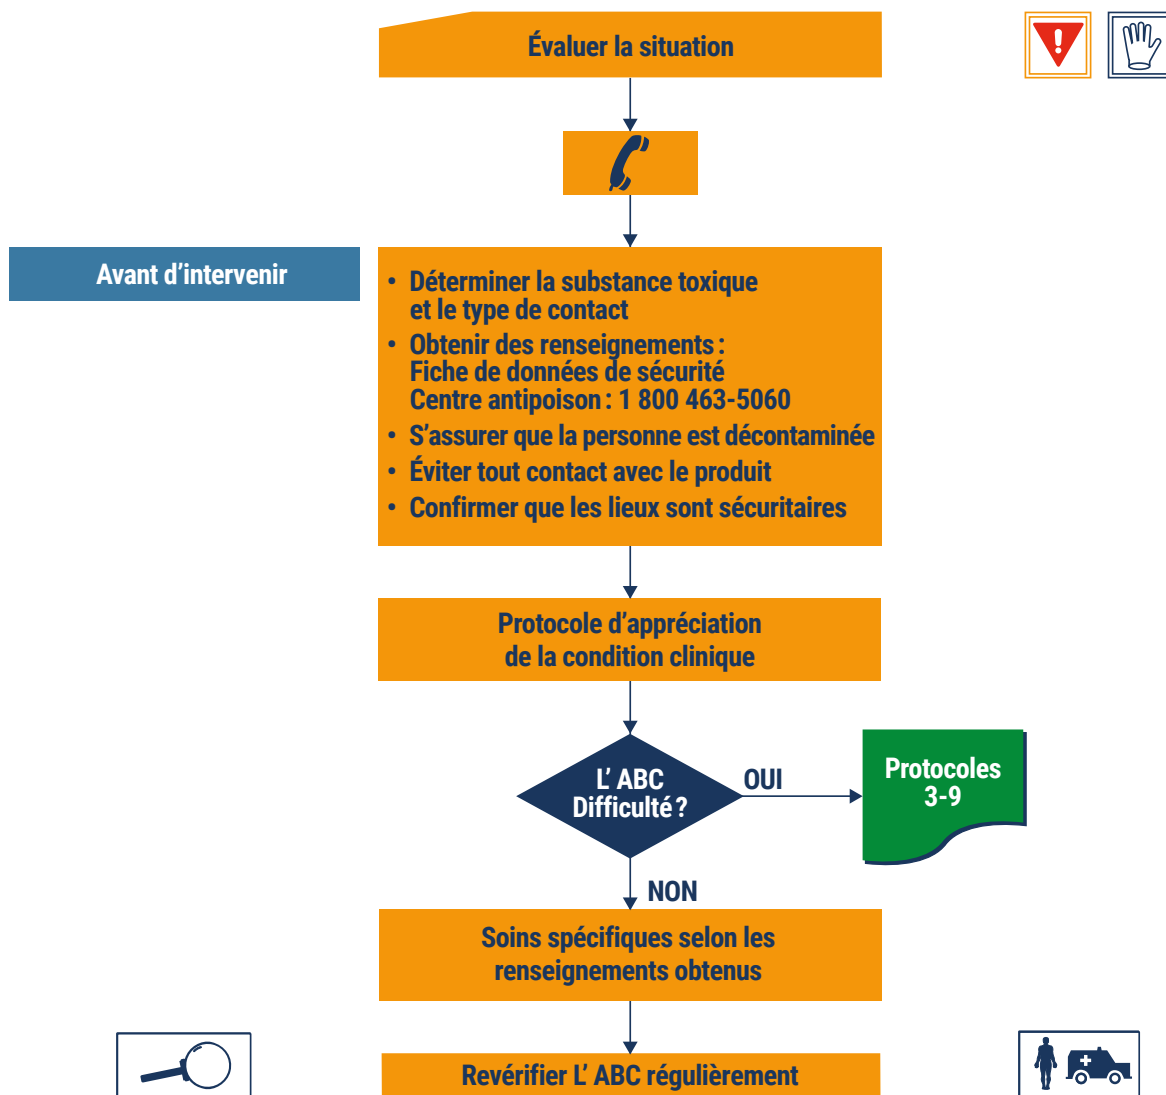 Évaluer la situation
Avant d’intervenir
• Déterminer la substance toxique
et le type de contact
• Obtenir des renseignements :
Fiche de données de sécurité
Centre antipoison : 1 800 463-5060
• S’assurer que la personne est décontaminée
• Éviter tout contact avec le produit
• Confirmer que les lieux sont sécuritaires
Protocole d’appréciation
de la condition clinique
L’ ABC
Difficulté ?
OUI
Protocoles
3-9
NON
Soins spécifiques selon les
renseignements obtenus
Revérifier L’ ABC régulièrement